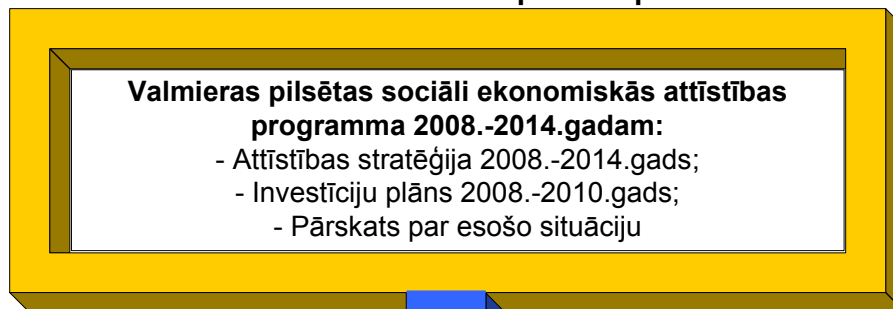 Valmieras pilsētas sociāli ekonomiskās attīstības
programma 2008.-2014.gadam:
- Attīstības stratēģija 2008.-2014.gads;
- Investīciju plāns 2008.-2010.gads;
- Pārskats par esošo situāciju